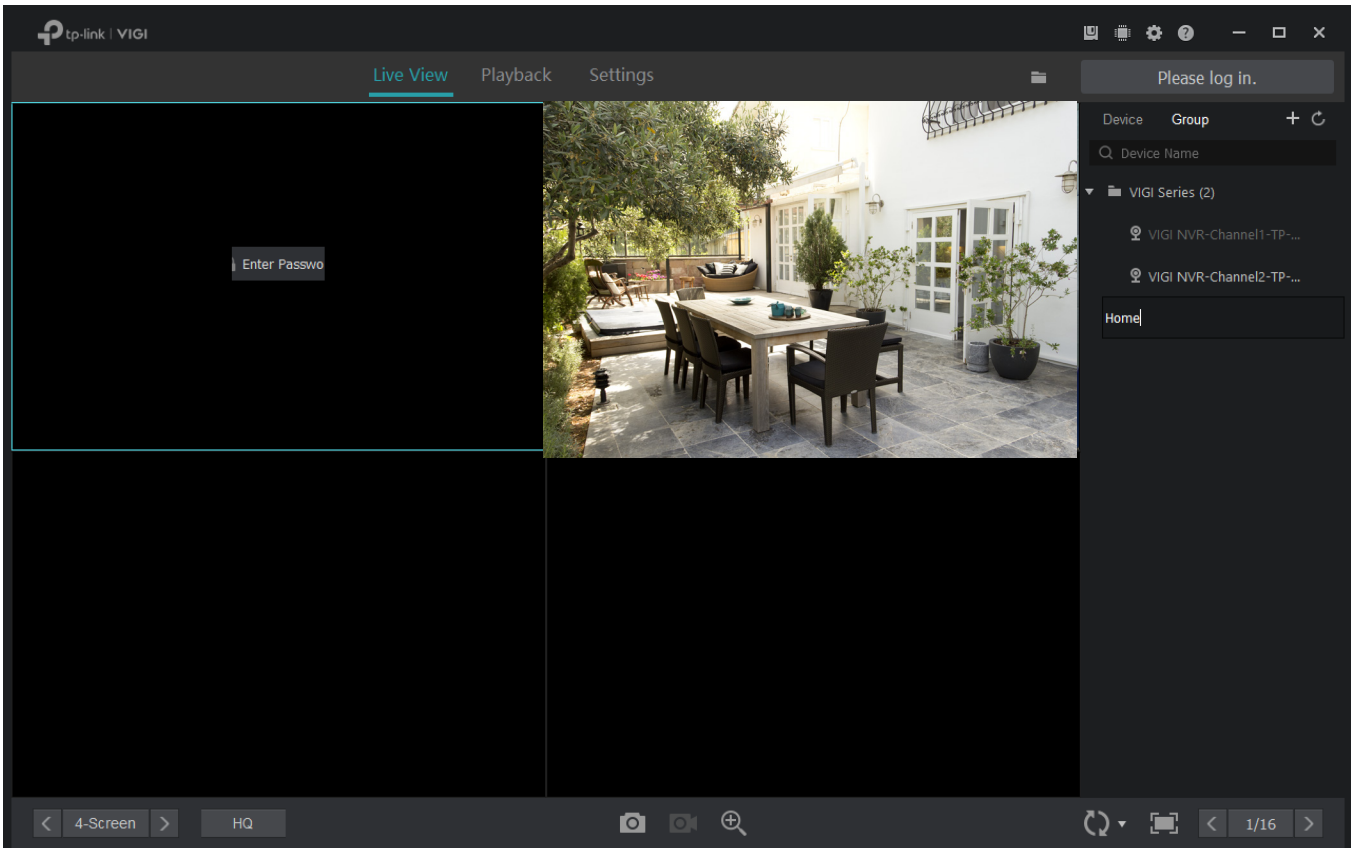 tp-link | VIGI
Live View Playback Settings
Please log in.
Device Group
Device Name
VIGI Series (2)
VIGI NVR-Channel1-TP-...
VIGI NVR-Channel2-TP-...
Home
Enter Passwo
4-Screen HQ 1/16